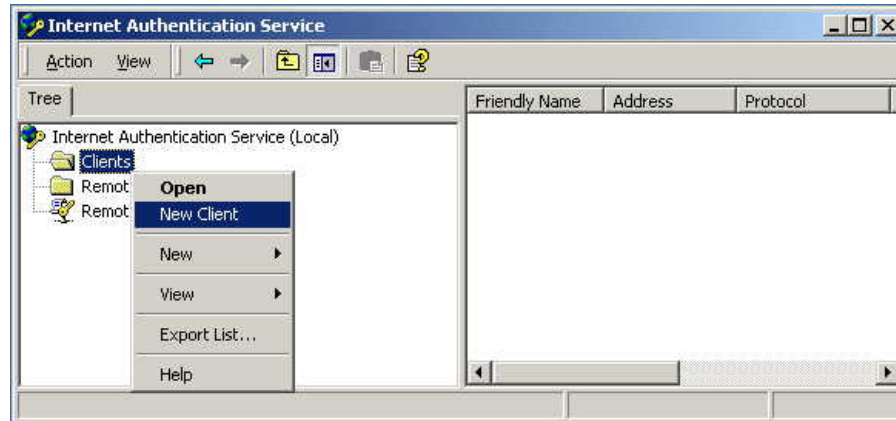 Internet Authentication Service
Action View
Tree
Friendly Name Address Protocol
Internet Authentication Service (Local)
Clients
Remot
Remot
Open
New Client
New
View
Export List...
Help